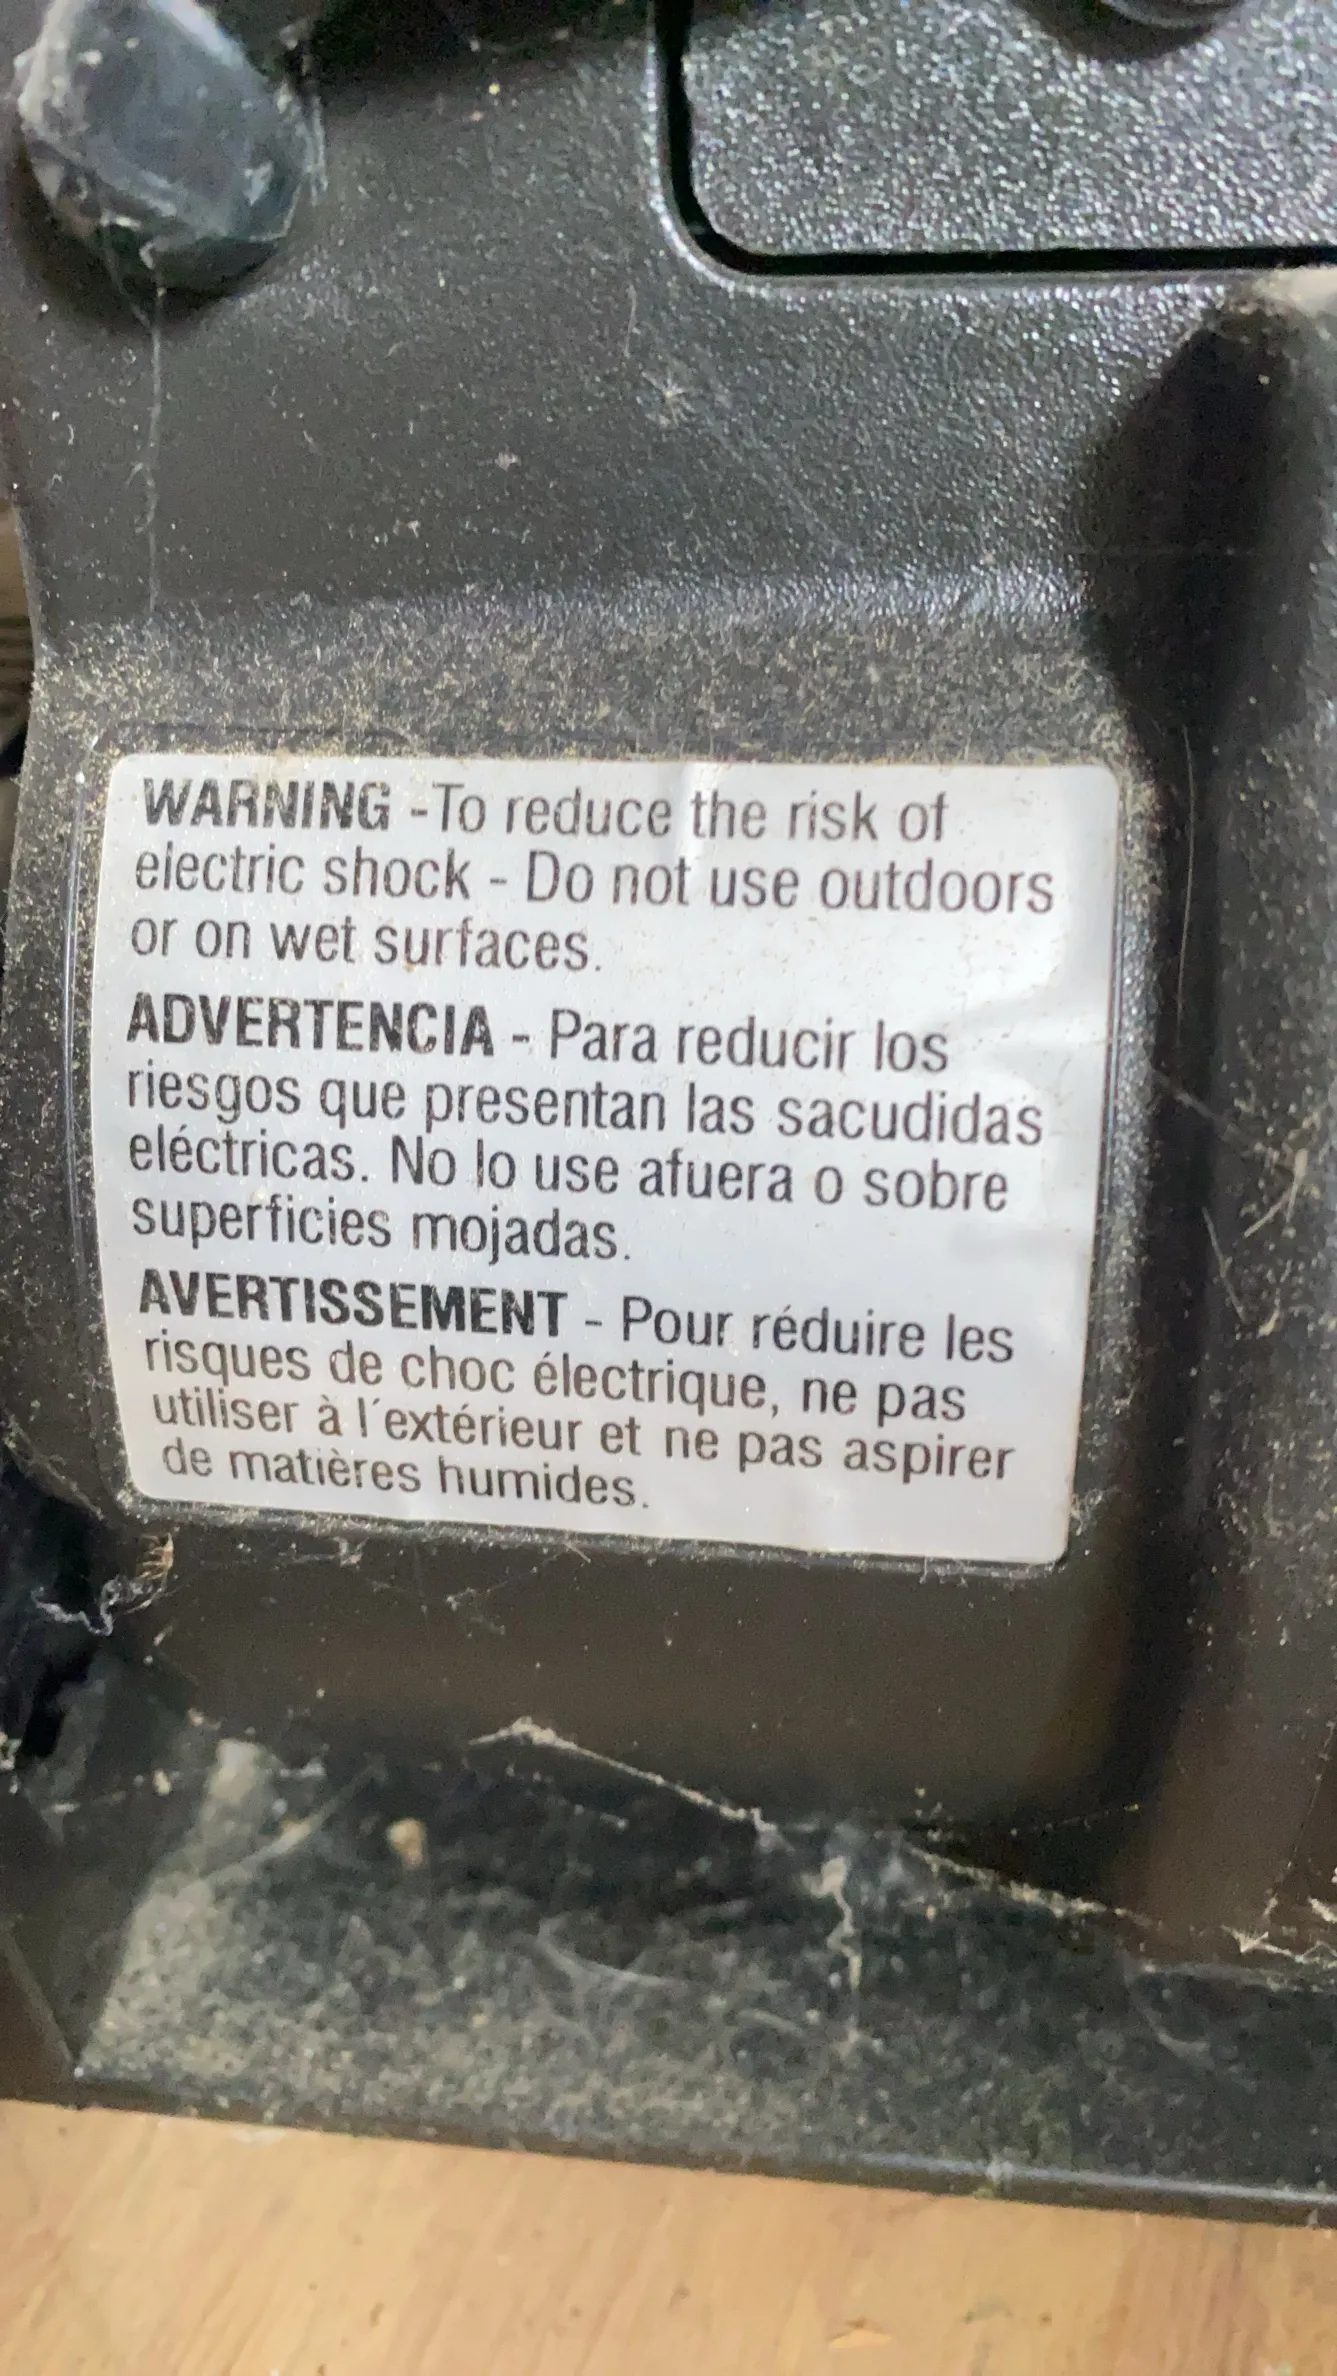 WARNING -To reduce the risk of
electric shock - Do not use outdoors
or on wet surfaces.
ADVERTENCIA - Para reducir los
riesgos que presentan las sacudidas
eléctricas. No lo use afuera o sobre
superficies mojadas.
AVERTISSEMENT - Pour réduire les
risques de choc électrique, ne pas
utiliser à l'extérieur et ne pas aspirer
de matières humides.